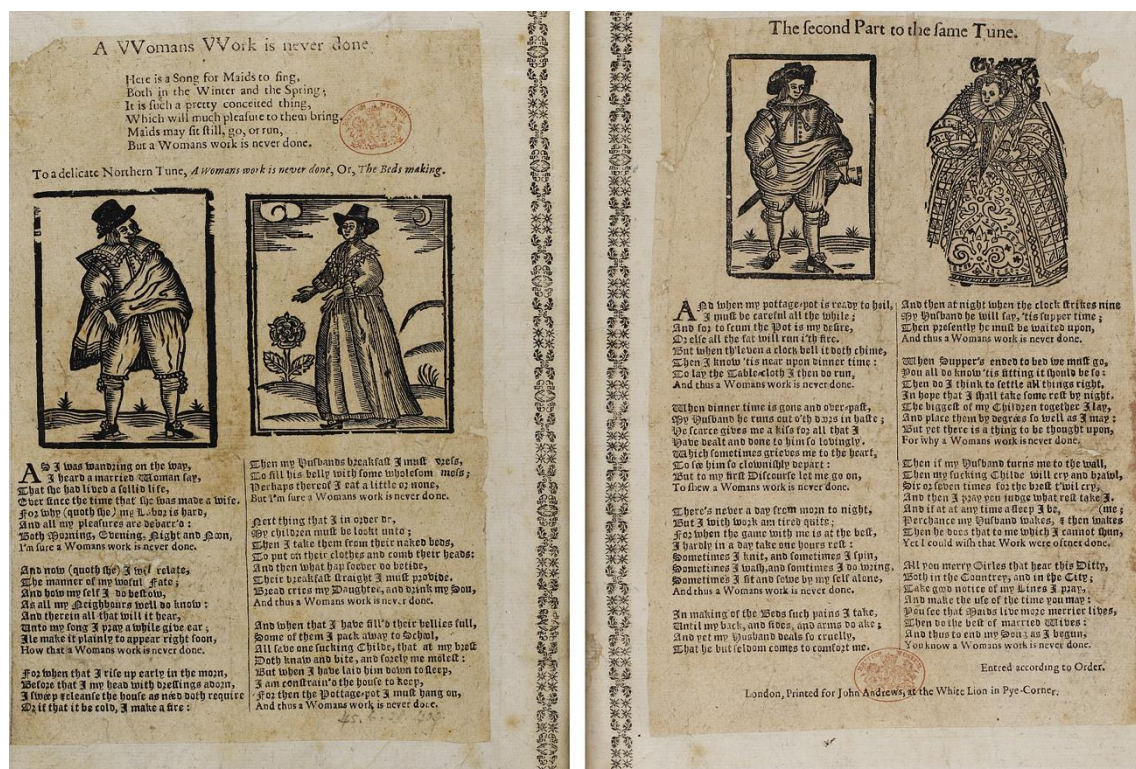 A VVomans VVork is never done.
Here is a Song for Maids to sing,
Both in the Winter and the Spring;
It is such a pretty conceited thing,
Which will much pleasure to them bring.
Maids may sit still, go, or run,
But a Womans work is never done.
To a delicate Northern Tune, A womans work is never done, Or, The Beds making.
AS I was wandring on the way,
I heard a married Woman say,
That she had lived a sollid life,
Ever since the time that she was made a wife.
For why (quoth she) my Labor is hard,
And all my pleasures are debarr'd:
Both Morning, Evening, Night and Noon,
I'm sure a Womans work is never done.
And now (quoth she) I wil relate,
The manner of my woful Fate;
And how my self I do bestow,
As all my Neighbours well do know:
And therein all that will it hear,
Unto my song I pray a while give ear;
Ile make it plainly to appear right soon,
How that a Womans work is never done.
For when that I rise up early in the morn,
Before that I my head with dressings adorn,
I sweep & cleanse the house as need doth require
Or if that it be cold, I make a fire:
Then my Husbands breakfast I must dress,
To fill his belly with some wholesom mess;
Perhaps thereof I eat a little or none,
But I'm sure a Womans work is never done.
Next thing that I in order do,
My children must be lookt unto;
Then I take them from their naked beds,
To put on their clothes and comb their heads:
And then what hap soever do betide,
Their breakfast straight I must provide.
Bread cries my Daughter, and drink my Son,
And thus a Womans work is never done.
And when that I have fill'd their bellies full,
Some of them I pack away to School,
All save one sucking Childe, that at my brest
Doth knaw and bite, and sorely me molest:
But when I have laid him down to sleep,
I am constrain'd the house to keep,
For then the Pottage-pot I must hang on,
And thus a Womans work is never done.
The second Part to the same Tune.
ANd when my pottage-pot is ready to boil,
I must be careful all the while;
And for to scum the Pot is my desire,
Or else all the fat will run i'th fire.
But when th'leven a clock bell it doth chime,
Then I know 'tis near upon dinner time:
To lay the Table-cloth I then do run,
And thus a Womans work is never done.
When dinner time is gone and over-past,
My Husband he runs out o'th doors in haste;
He scarce gives me a kiss for all that I
Have dealt and done to him so lovingly.
Which sometimes grieves me to the heart,
To see him so clownishly depart:
But to my first Discourse let me go on,
To shew a Womans work is never done.
There's never a day from morn to night,
But I with work am tired quite;
For when the game with me is at the best,
I hardly in a day take one hours rest:
Sometimes I knit, and sometimes I spin,
Sometimes I wash, and somtimes I do wring,
Sometimes I sit and sowe by my self alone,
And thus a Womans work is never done.
In making of the Beds such pains I take,
Until my back, and sides, and arms do ake;
And yet my Husband deals so cruelly,
That he but seldom comes to comfort me.
And then at night when the clock strikes nine
My Husband he will say, 'tis supper time;
Then presently he must be waited upon,
And thus a Womans work is never done.
When Supper's ended to bed we must go,
You all do know 'tis fitting it should be so:
Then do I think to settle all things right,
In hope that I shall take some rest by night.
The biggest of my Children together I lay,
And place them by degrees so well as I may:
But yet there is a thing to be thought upon,
For why a Womans work is never done.
Then if my Husband turns me to the wall,
Then my sucking Childe will cry and brawl,
Six or seven times for the brest t'wil cry,
And then I pray you judge what rest take I.
And if at any time asleep I be, (me;
Perchance my Husband wakes, & then wakes
Then he does that to me which I cannot shun,
Yet I could wish that Work were oftner done.
All you merry Girles that hear this Ditty,
Both in the Countrey, and in the City;
Take good notice of my Lines I pray,
And make the use of the time you may:
You see that Maids live more merrier lives,
Then do the best of married Wives:
And thus to end my Song as I begun,
You know a Womans work is never done.
Entred according to Order.
London, Printed for John Andrews, at the White Lion in Pye-Corner.